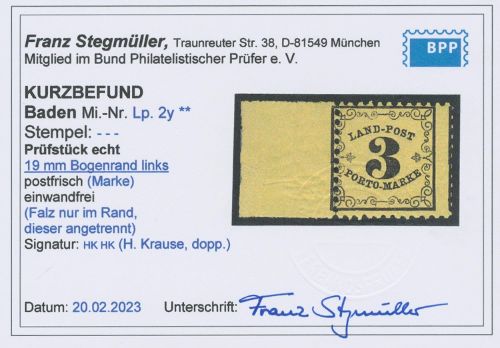 Franz Stegmüller, Traunreuter Str. 38, D-81549 München
Mitglied im Bund Philatelistischer Prüfer e. V.
BPP
KURZBEFUND
Baden Mi.-Nr. Lp. 2y **
Stempel: - - -
Prüfstück echt
19 mm Bogenrand links
postfrisch (Marke)
einwandfrei
(Falz nur im Rand,
dieser angetrennt)
Signatur: HK HK (H. Krause, dopp.)
LAND-POST
3
PORTO-MARKE
Datum: 20.02.2023 Unterschrift: Franz Stegmüller